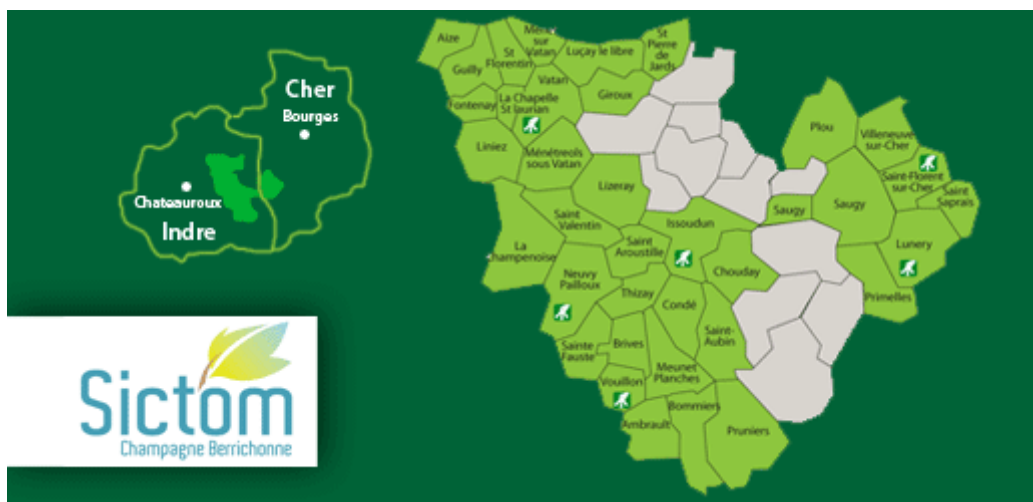 Cher
Bourges
Chateauroux
Indre
Sictom
Champagne Berrichonne
Aize
St
Florentin
Menet
sur
Vatan
Luçay le libre
St
Pierre
de
Jards
Guilly
Vatan
Giroux
Fontenay
La Chapelle
St laurian
Liniez
Ménétreols
sous Vatan
Lizeray
La
Champenoise
Saint
Valentin
Saint
Aroustille
Issoudun
Neuvy
Pailloux
Thizay
Condé
Chouday
Sainte
Fauste
Brives
Saint-
Aubin
Meunet
Planches
Vouillon
Bommiers
Ambrault
Pruniers
Plou
Villeneuve
-sur-Cher
Saint-Florent
sur-Cher
Saint
Saprais
Saugy
Saugy
Lunery
Primelles